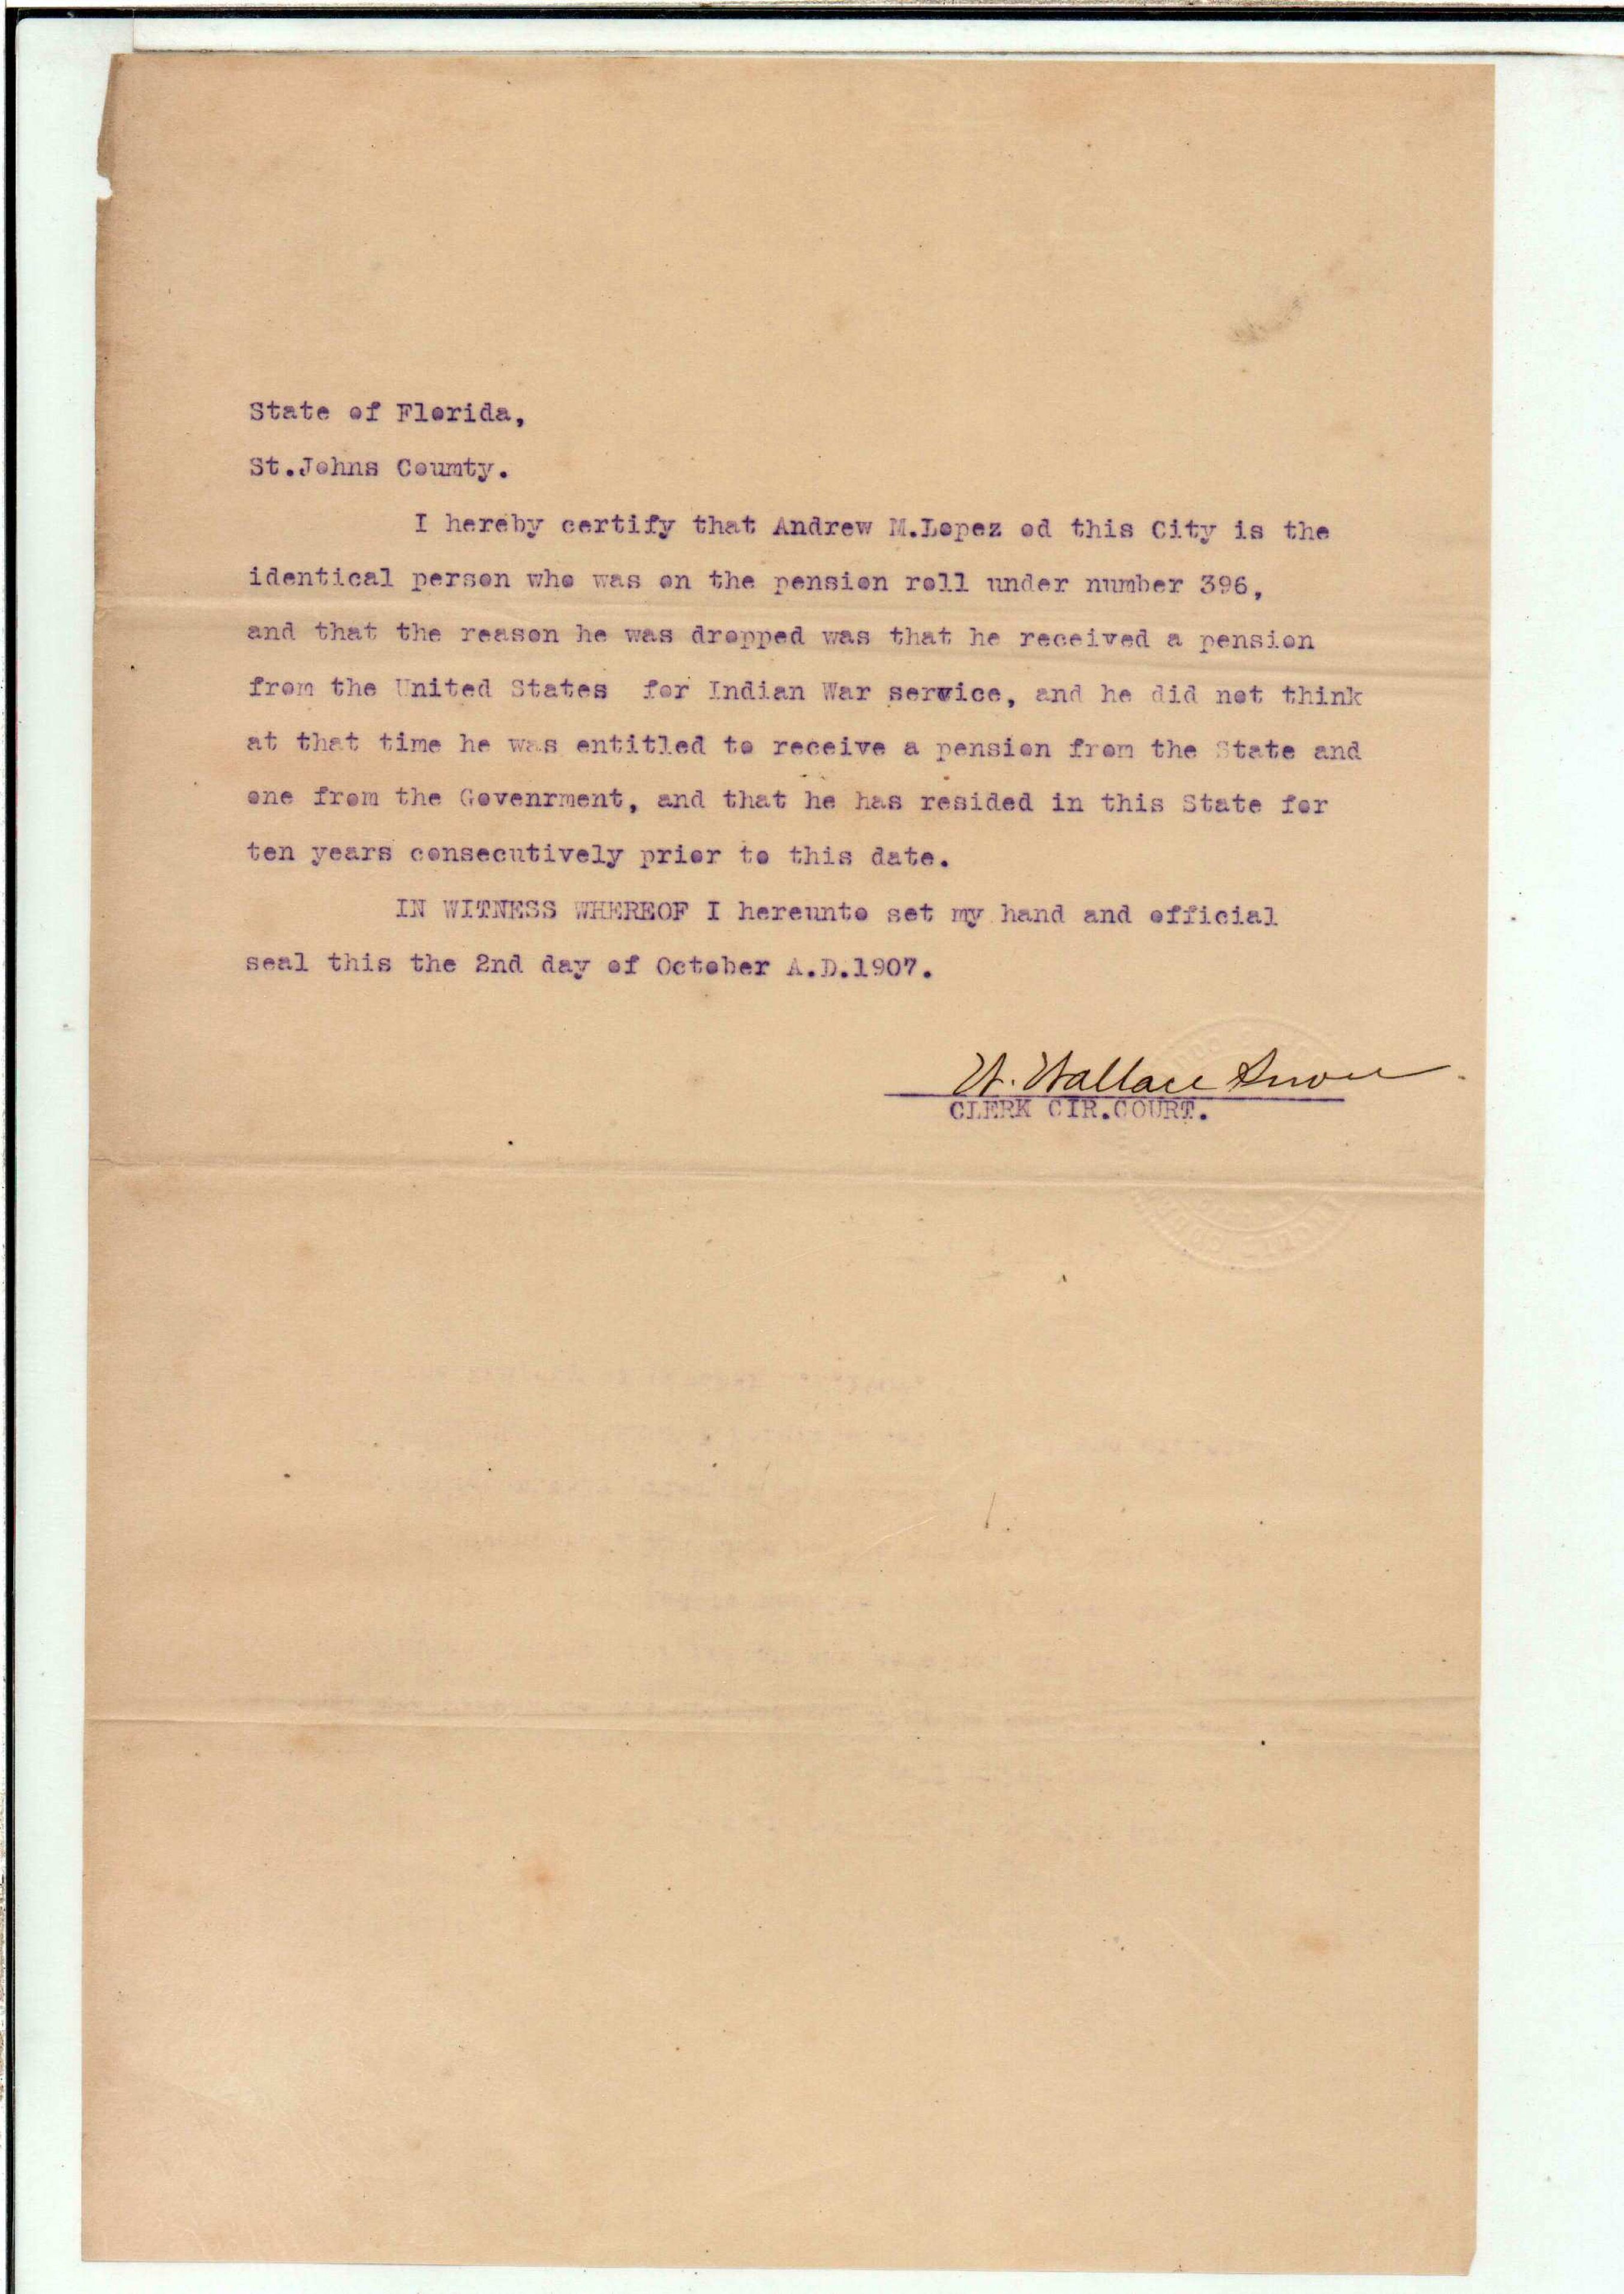 State of Florida,
St.Johns Coumty.
I hereby certify that Andrew M.Lopez od this City is the
identical person who was on the pension roll under number 396,
and that the reason he was dropped was that he received a pension
from the United States for Indian War service, and he did not think
at that time he was entitled to receive a pension from the State and
one from the Govenrment, and that he has resided in this State for
ten years consecutively prior to this date.
IN WITNESS WHEREOF I hereunto set my hand and official
seal this the 2nd day of October A.D.1907.
W. Wallace Snow
CLERK CIR.COURT.